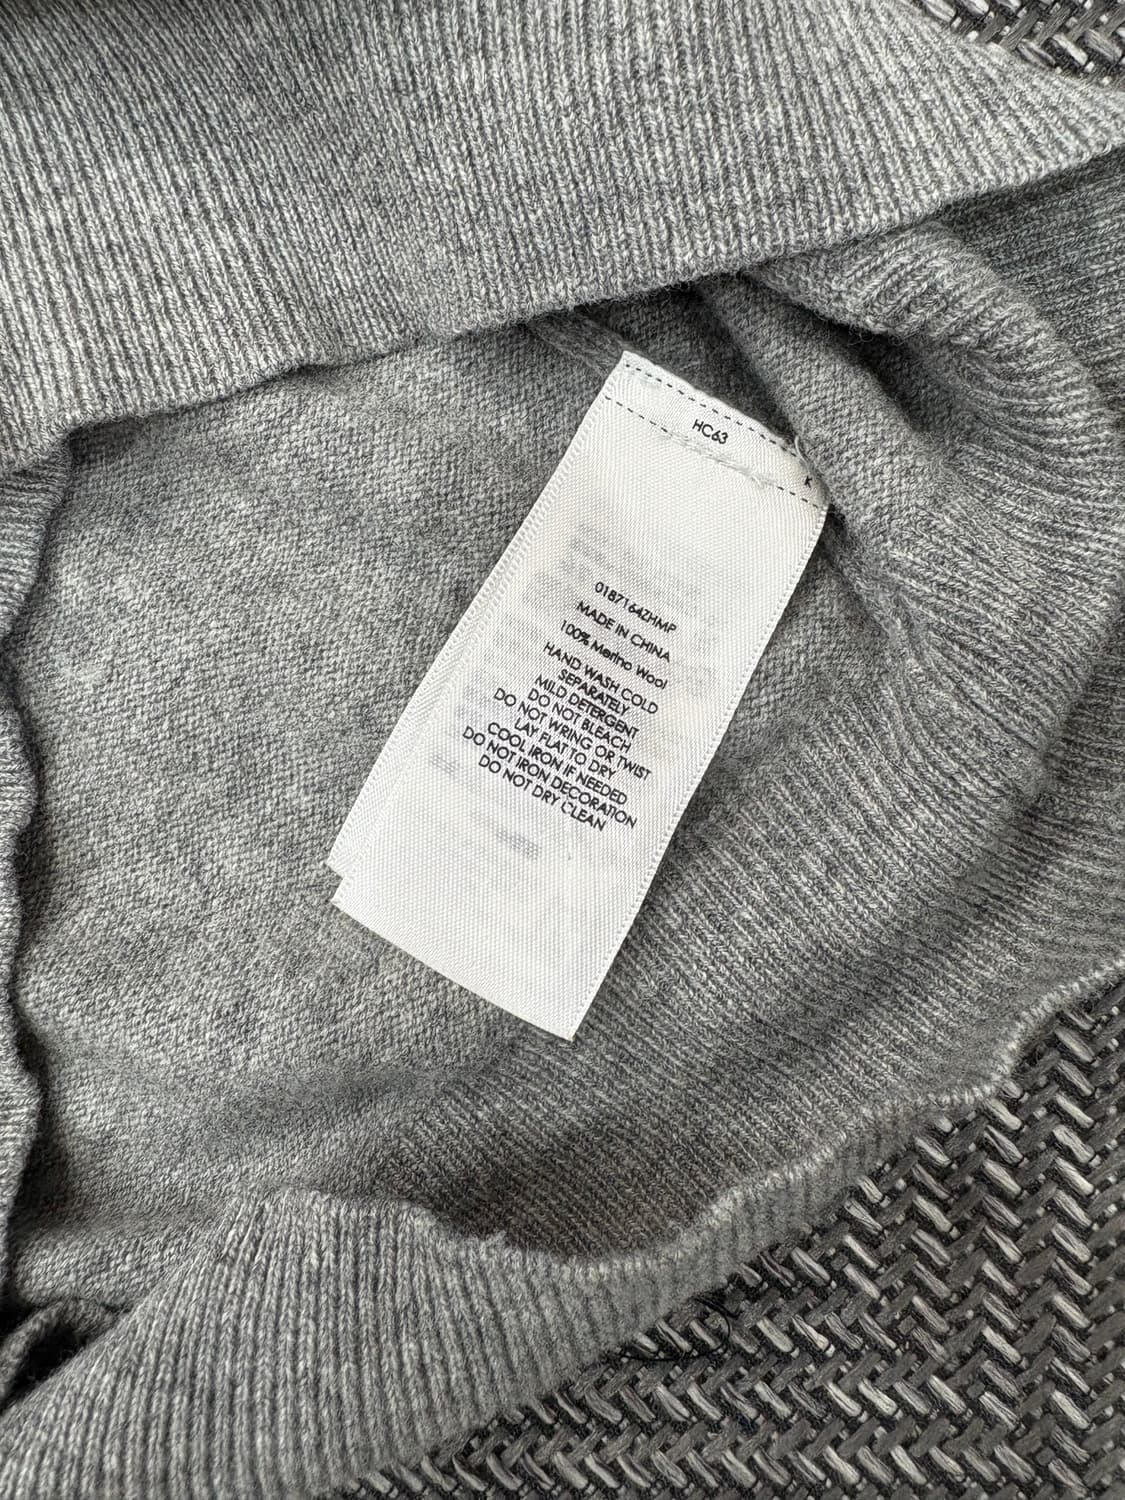 HC63
K
0187164ZHMP
MADE IN CHINA
100% Merino Wool
HAND WASH COLD
SEPARATELY
MILD DETERGENT
DO NOT BLEACH
DO NOT WRING OR TWIST
LAY FLAT TO DRY
COOL IRON IF NEEDED
DO NOT IRON DECORATION
DO NOT DRY CLEAN